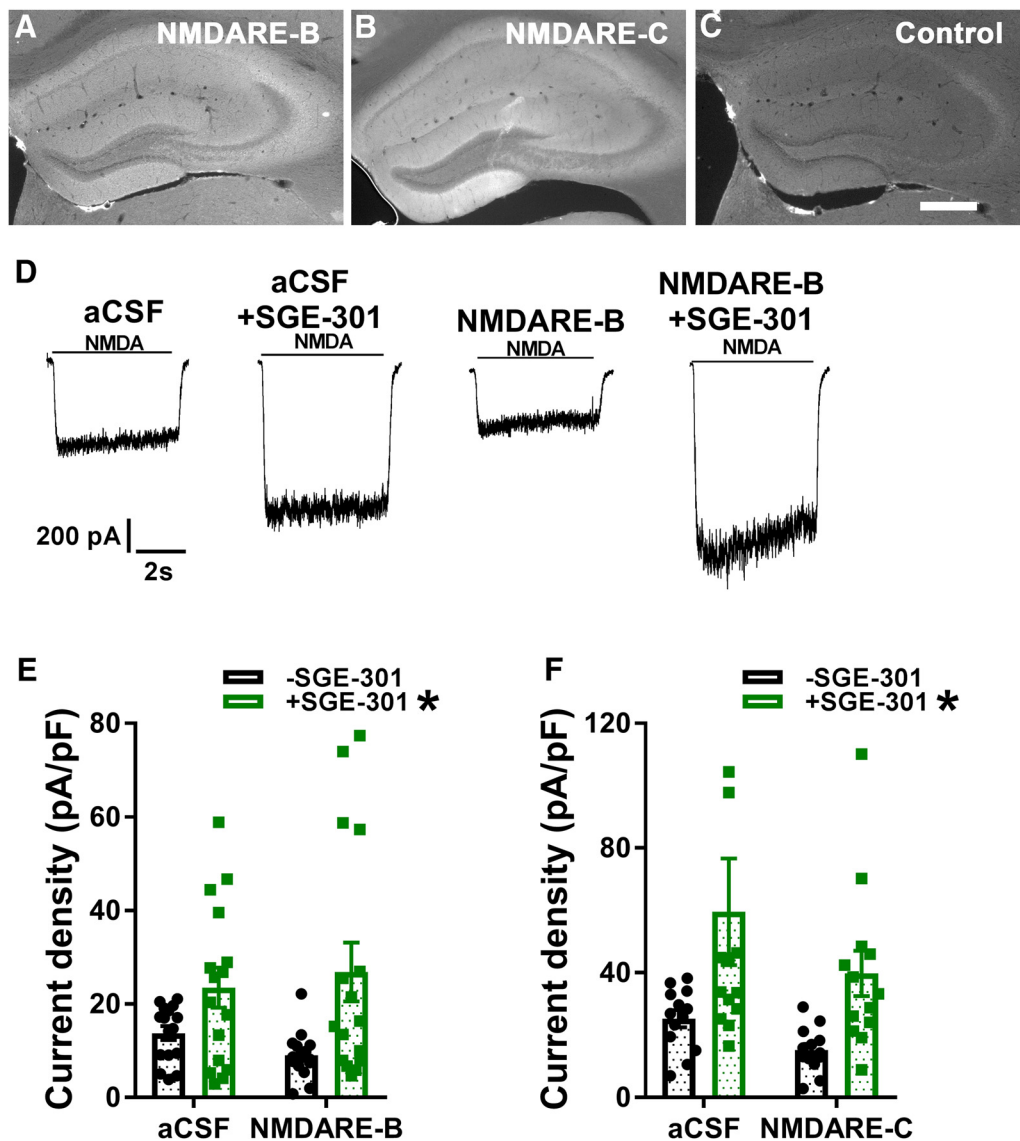 A
NMDARE-B
B
NMDARE-C
C
Control
D
aCSF
NMDA
aCSF
+SGE-301
NMDA
NMDARE-B
NMDA
NMDARE-B
+SGE-301
NMDA
200 pA
2s
E
-SGE-301
+SGE-301 *
Current density (pA/pF)
80
60
40
20
0
aCSF
NMDARE-B
F
-SGE-301
+SGE-301 *
Current density (pA/pF)
120
80
40
0
aCSF
NMDARE-C